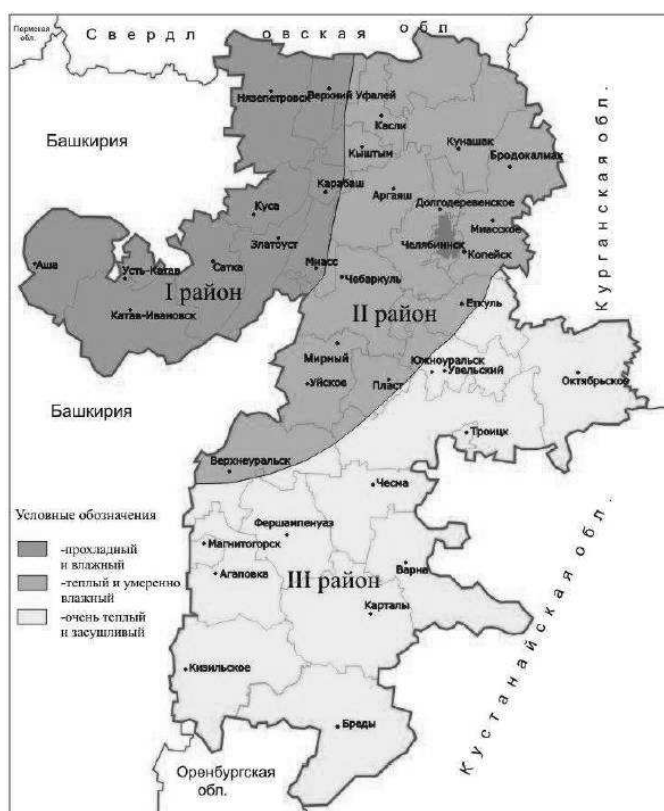 Пермская
обл.
Свердловская обл
Башкирия
Нязепетровск
Верхний Уфалей
Касли
Кыштым
Кунашак
Бродокалмак
Карабаш
Аргаяш
Долгодеревенское
Миасское
Куса
Златоуст
Челябиинск
Копейск
Аша
Усть-Катав
Сатка
Миасс
Чебаркуль
I район
Катав-Ивановск
II район
Еткуль
Курганская обл.
Мирный
Уйское
Пласт
Южноуральск
Увельский
Октябрьское
Башкирия
Троицк
Верхнеуральск
Чесма
Условные обозначения
-прохладный
и влажный
-теплый и умеренно
влажный
-очень теплый
и засушливый
Фершампенуаз
Магнитогорск
Агаповка
III район
Варна
Карталы
Кизильское
Бреды
Кустанайская обл.
Оренбургская
обл.